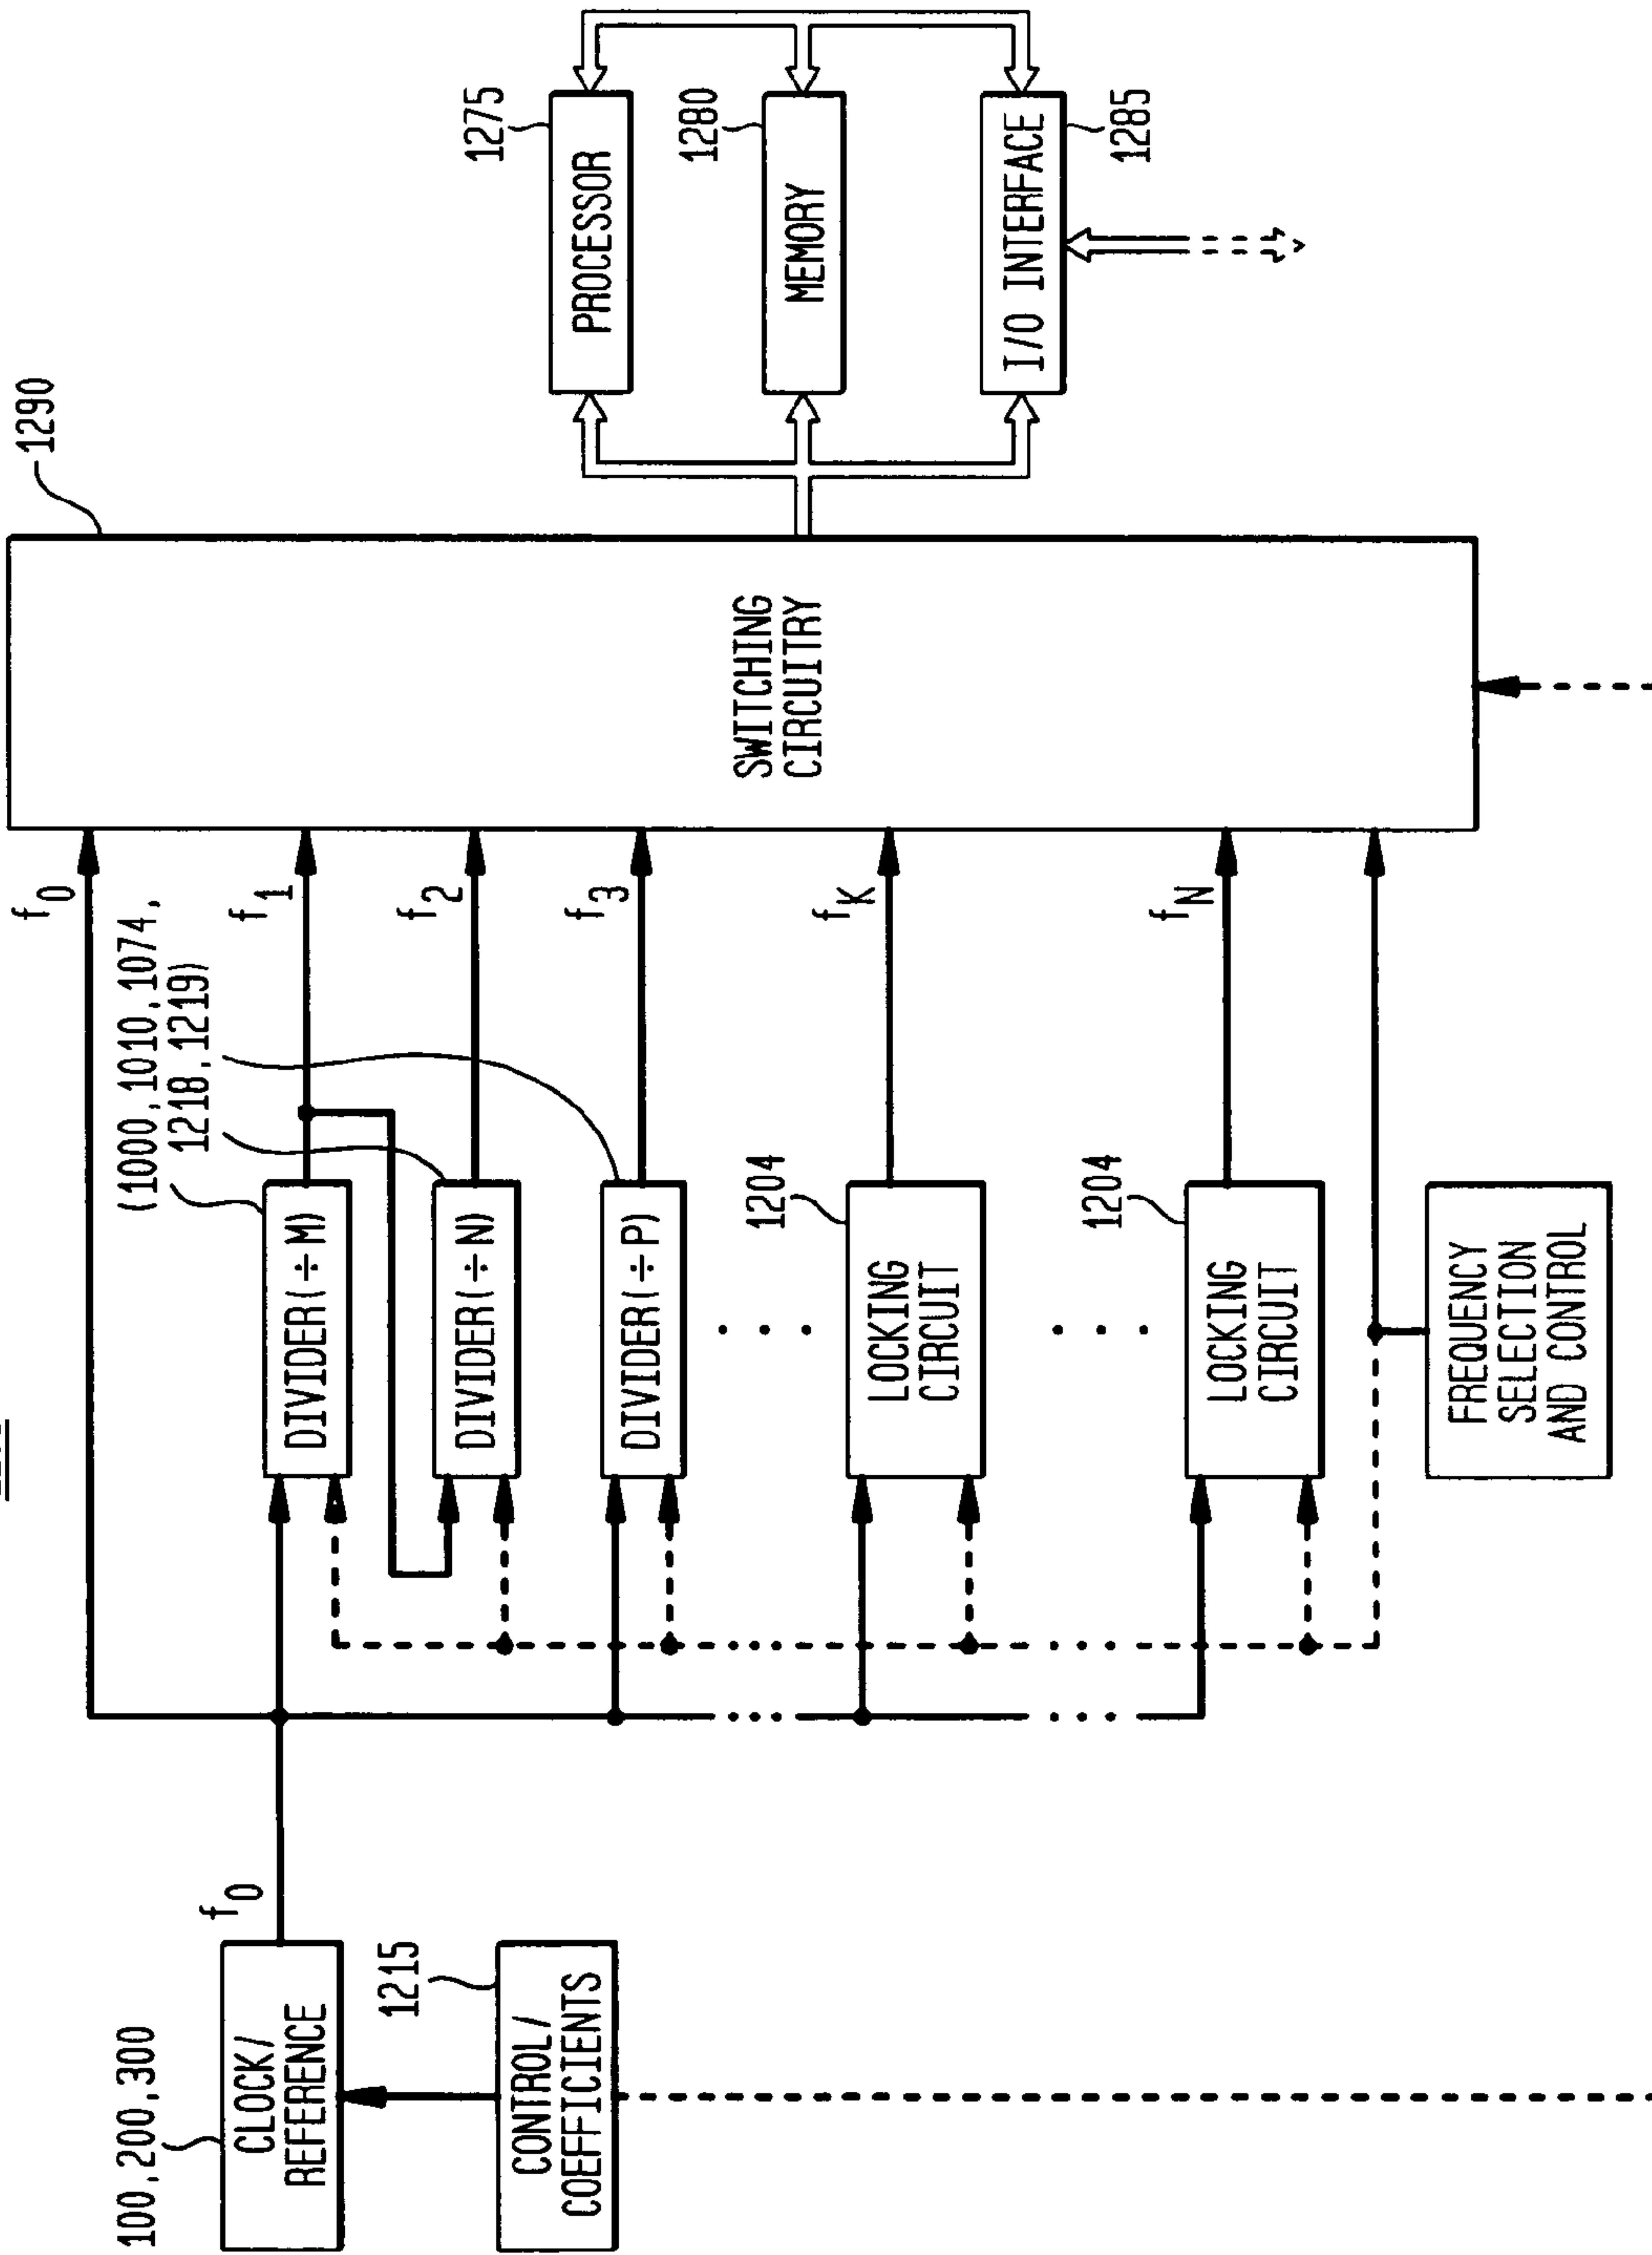 100,200,300
CLOCK/
REFERENCE
f0
1215
CONTROL/
COEFFICIENTS
f0
(1000,1010,1074,
1218,1219)
DIVIDER(÷M)
f1
DIVIDER(÷N)
f2
DIVIDER(÷P)
f3
1204
LOCKING
CIRCUIT
fK
1204
LOCKING
CIRCUIT
fN
FREQUENCY
SELECTION
AND CONTROL
1290
SWITCHING
CIRCUITRY
1275
PROCESSOR
1280
MEMORY
I/O INTERFACE
1285